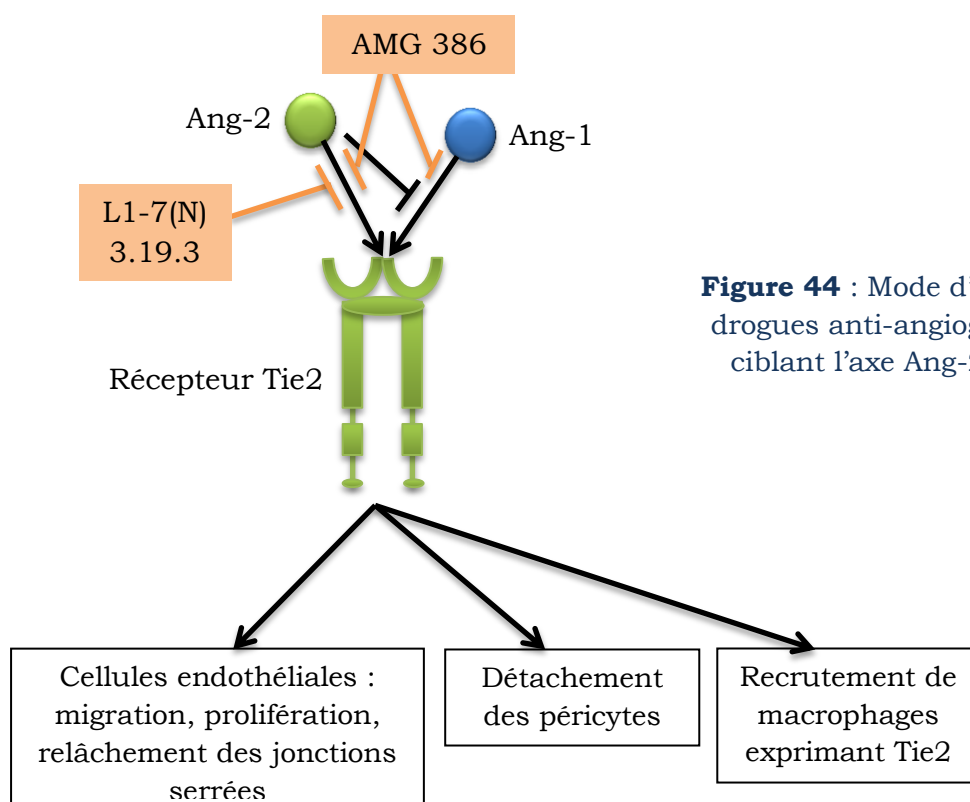 AMG 386
Ang-2
Ang-1
L1-7(N)
3.19.3
Figure 44 : Mode d'
drogues anti-angiog
ciblant l'axe Ang-
Récepteur Tie2
Cellules endothéliales :
migration, prolifération,
relâchement des jonctions
serrées
Détachement
des péricytes
Recrutement de
macrophages
exprimant Tie2